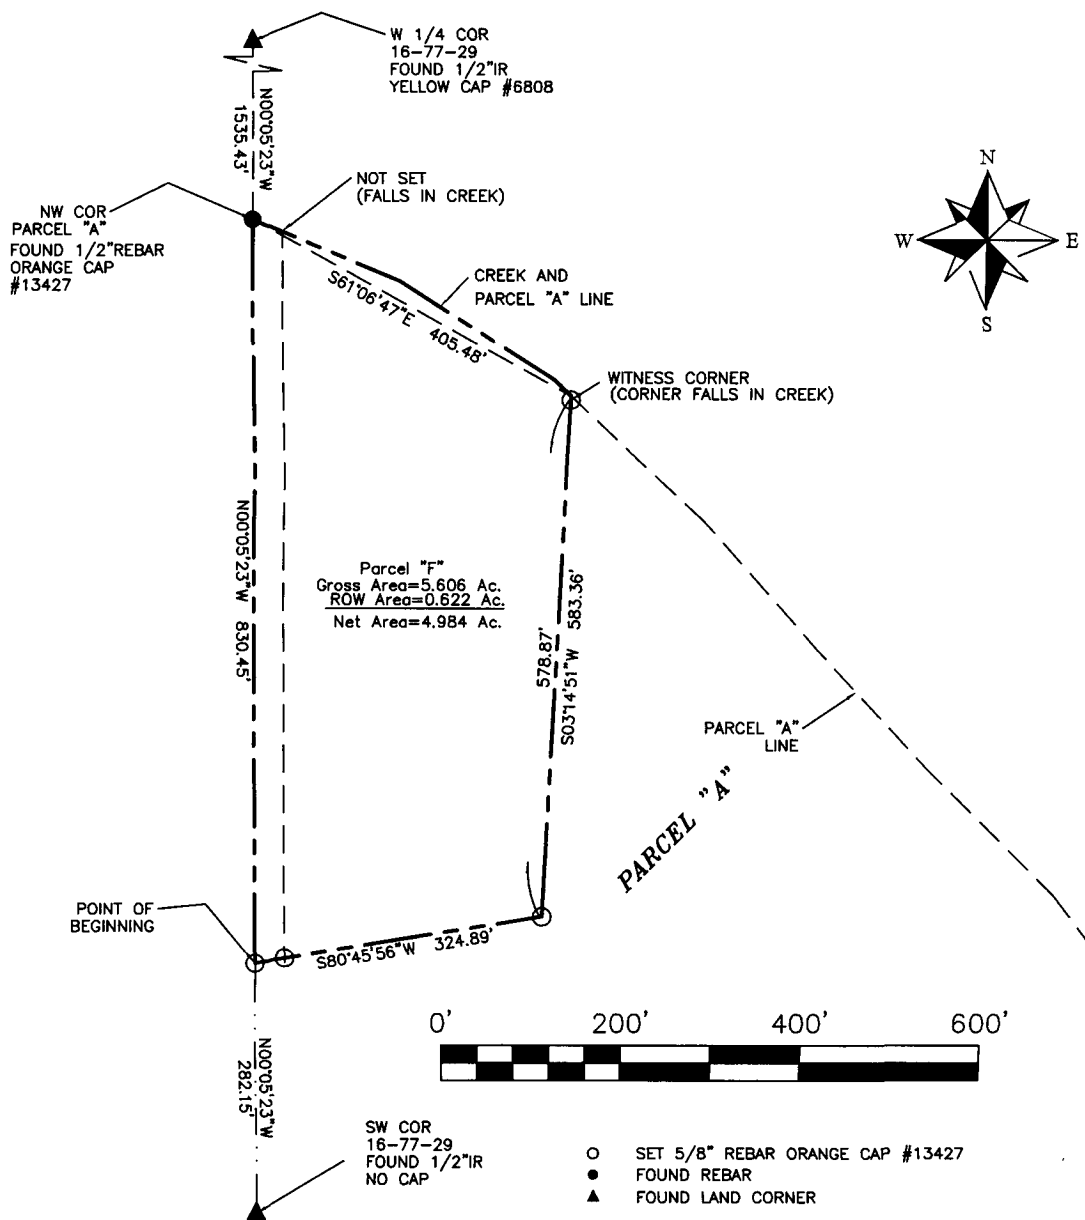 W 1/4 COR
16-77-29
FOUND 1/2"IR
YELLOW CAP #6808
N00°05'23"W
1535.43'
NOT SET
(FALLS IN CREEK)
NW COR
PARCEL "A"
FOUND 1/2"REBAR
ORANGE CAP
#13427
N
W
E
S
CREEK AND
PARCEL "A" LINE
S61°06'47"E 405.48'
WITNESS CORNER
(CORNER FALLS IN CREEK)
N00°05'23"W 830.45'
Parcel "F"
Gross Area=5.606 Ac.
ROW Area=0.622 Ac.
Net Area=4.984 Ac.
578.87'
S03°14'51"W 583.36'
PARCEL "A"
LINE
PARCEL "A"
POINT OF
BEGINNING
S80°45'56"W 324.89'
0' 200' 400' 600'
N00°05'23"W
282.15'
SW COR
16-77-29
FOUND 1/2"IR
NO CAP
SET 5/8" REBAR ORANGE CAP #13427
FOUND REBAR
FOUND LAND CORNER